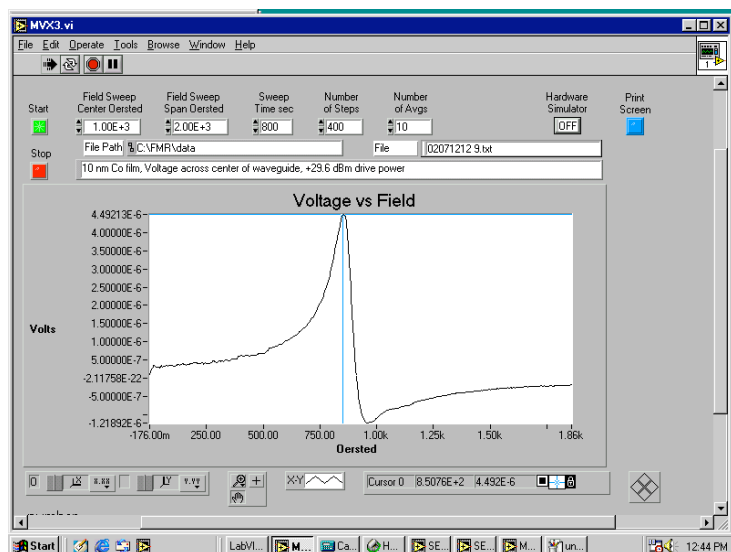 MVX3.vi
File Edit Operate Tools Browse Window Help
1
Field Sweep Center Oersted
Field Sweep Span Oersted
Sweep Time sec
Number of Steps
Number of Avgs
Hardware Simulator
Print Screen
Start
1.00E+3
2.00E+3
800
400
10
OFF
Stop
File Path C:\FMR\data
File
02071212 9.txt
10 nm Co film, Voltage across center of waveguide, +29.6 dBm drive power
Voltage vs Field
4.49213E-6
4.00000E-6
3.50000E-6
3.00000E-6
2.50000E-6
2.00000E-6
1.50000E-6
1.00000E-6
5.00000E-7
-2.11758E-22
-5.00000E-7
-1.21892E-6
Volts
-176.00m 250.00 500.00 750.00 1.00k 1.25k 1.50k 1.86k
Oersted
X-Y
Cursor 0 8.5076E+2 4.492E-6
Start LabVI... M... Ca... H... SE... SE... M... un... 12:44 PM